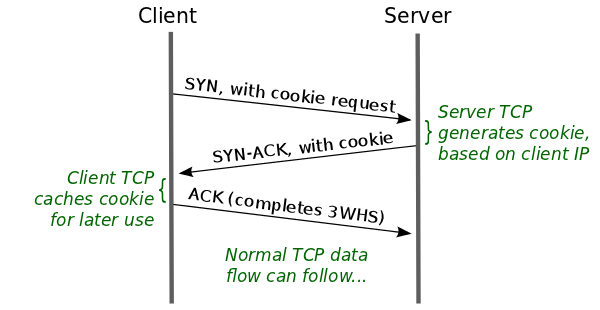 Client
Server
SYN, with cookie request
Server TCP
generates cookie,
based on client IP
SYN-ACK, with cookie
Client TCP
caches cookie
for later use
ACK (completes 3WHS)
Normal TCP data
flow can follow...